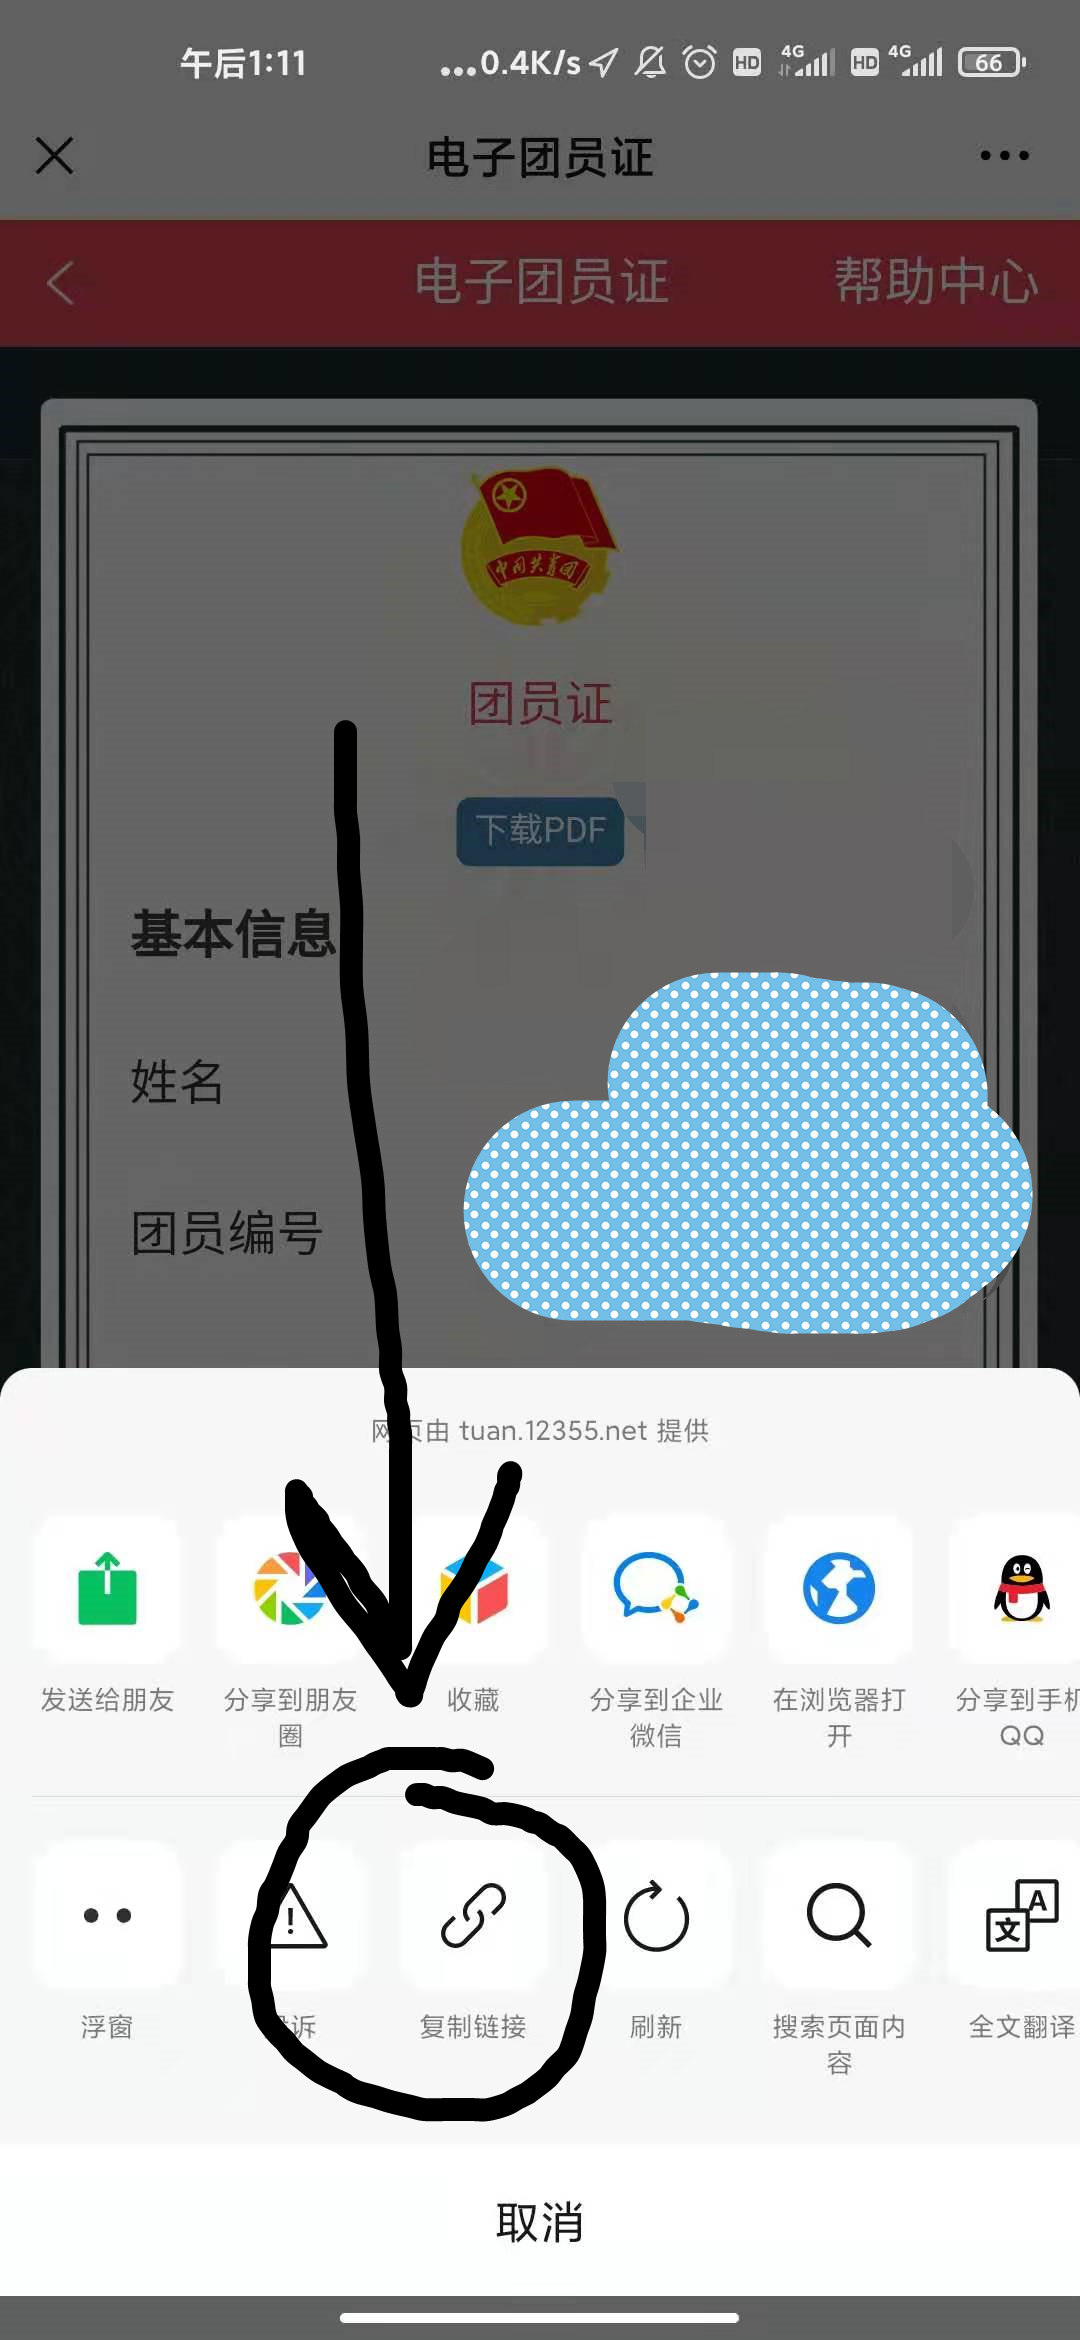 午后1:11
...0.4K/s
HD 4G HD 4G 66
电子团员证
电子团员证 帮助中心
中国共青团
团员证
下载PDF
基本信息
姓名
团员编号
网页由 tuan.12355.net 提供
发送给朋友 分享到朋友圈 收藏 分享到企业微信 在浏览器打开 分享到手机QQ
A
文
浮窗 诉 复制链接 刷新 搜索页面内容 全文翻译
取消